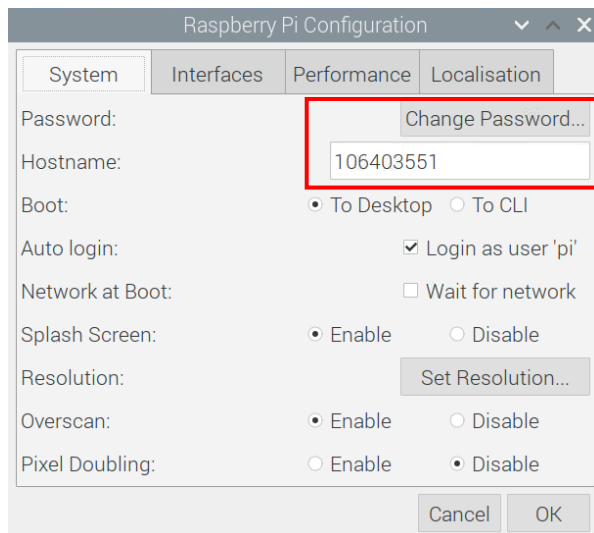 Raspberry Pi Configuration
System Interfaces Performance Localisation
Password: Change Password...
Hostname: 106403551
Boot: To Desktop To CLI
Auto login: Login as user 'pi'
Network at Boot: Wait for network
Splash Screen: Enable Disable
Resolution: Set Resolution...
Overscan: Enable Disable
Pixel Doubling: Enable Disable
Cancel OK